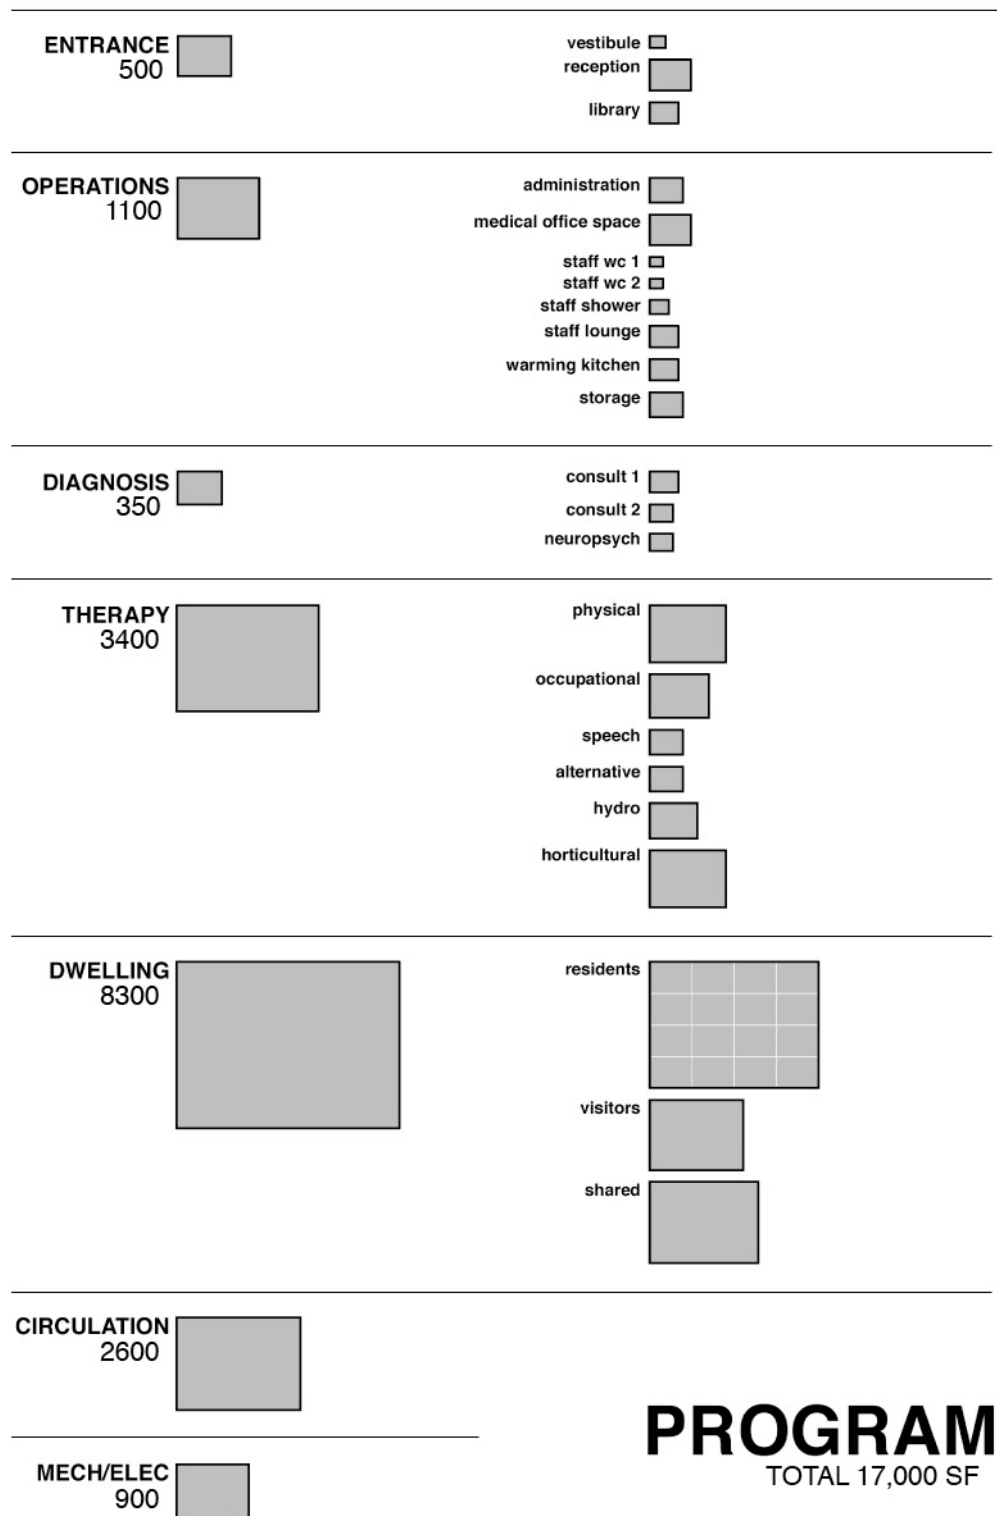 ENTRANCE
500
vestibule
reception
library
OPERATIONS
1100
administration
medical office space
staff wc 1
staff wc 2
staff shower
staff lounge
warming kitchen
storage
DIAGNOSIS
350
consult 1
consult 2
neuropsych
THERAPY
3400
physical
occupational
speech
alternative
hydro
horticultural
DWELLING
8300
residents
visitors
shared
CIRCULATION
2600
MECH/ELEC
900
PROGRAM
TOTAL 17,000 SF